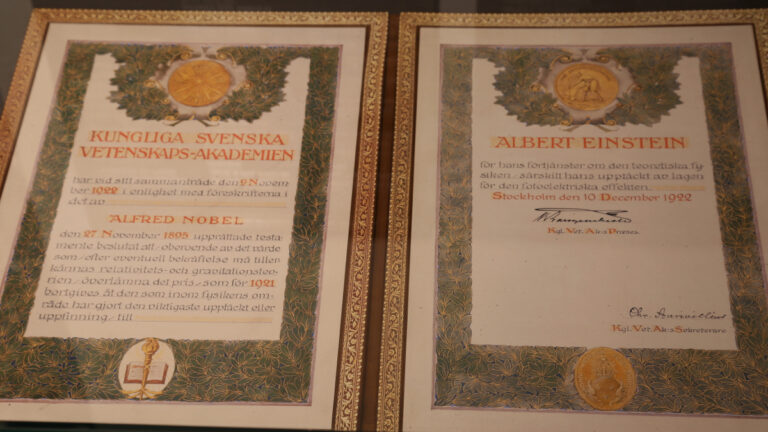 KUNGLIGA SVENSKA
VETENSKAPS-AKADEMIEN
har vid sitt sammanträde den 9 Novem-
ber 1922 i enlighet med föreskrifterna i
det av
ALFRED NOBEL
den 27 November 1895 upprättade testa-
mente beslutat att, oberoende av det värde
som, efter eventuell bekräftelse må tiller-
kännas relativitets- och gravitationsteo-
rien, överlämna det pris, som för 1921
bortgives åt den som inom fysikens om-
råde har gjort den viktigaste upptäckt eller
uppfinning, till
ALBERT EINSTEIN
för hans förtjänster om den teoretiska fy-
siken, särskilt hans upptäckt av lagen
för den fotoelektriska effekten.
Stockholm den 10 December 1922
Kgl. Vet. Ak:s Præses.
Chr. Aurivillius
Kgl. Vet. Ak:s Sekreterare